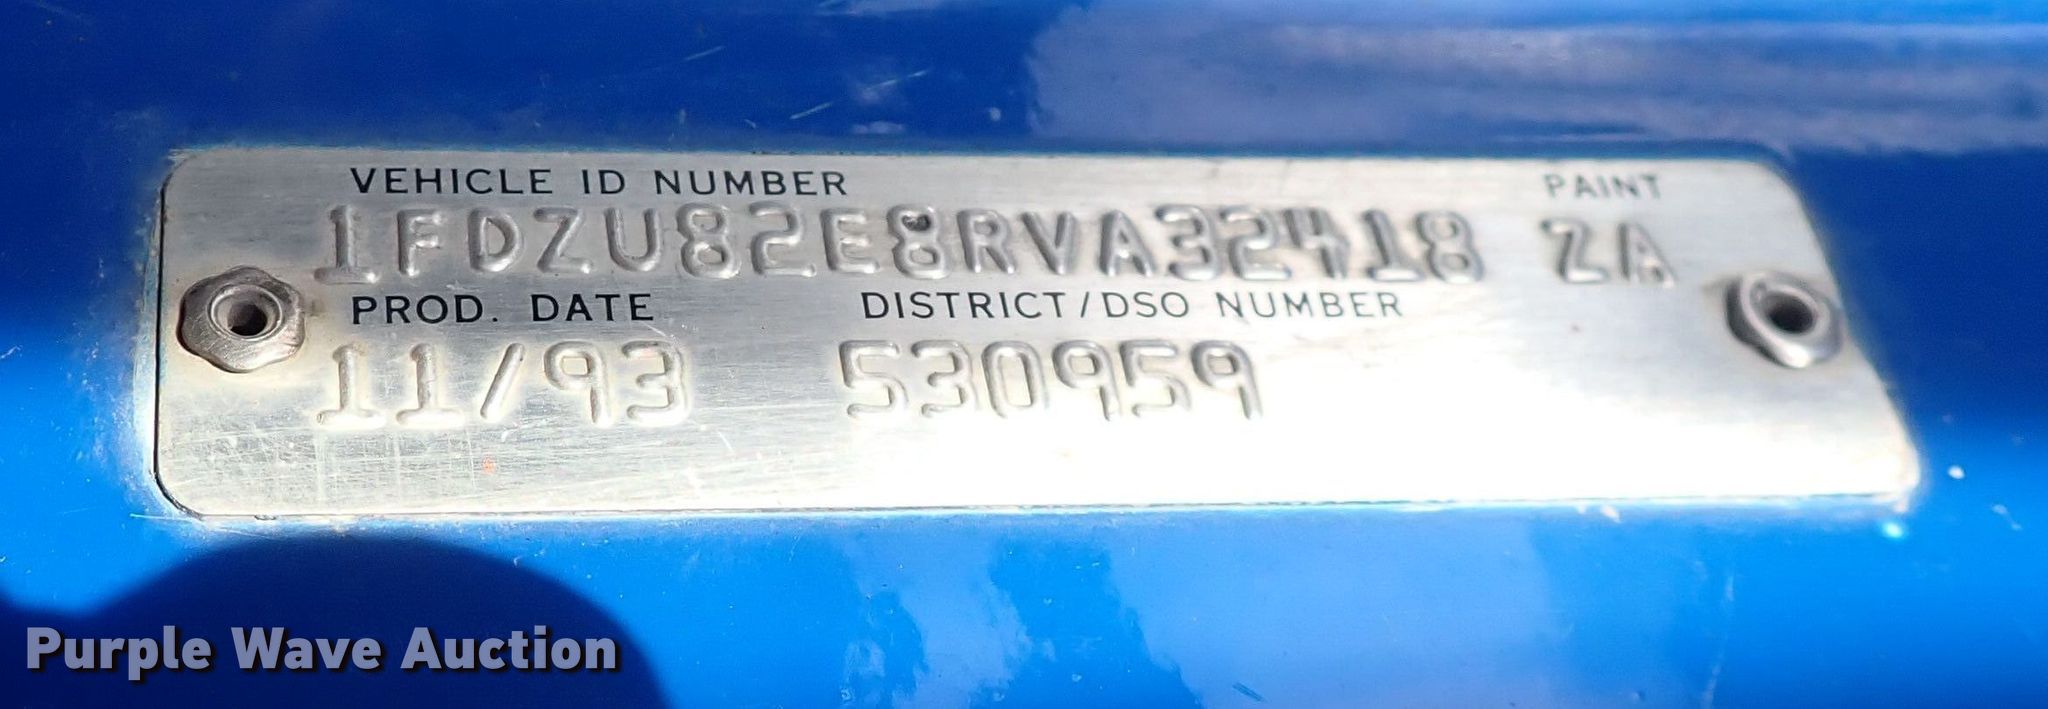 VEHICLE ID NUMBER PAINT
1FDZU82E8RVA32418 ZA
PROD. DATE DISTRICT/DSO NUMBER
11/93 530959
Purple Wave Auction